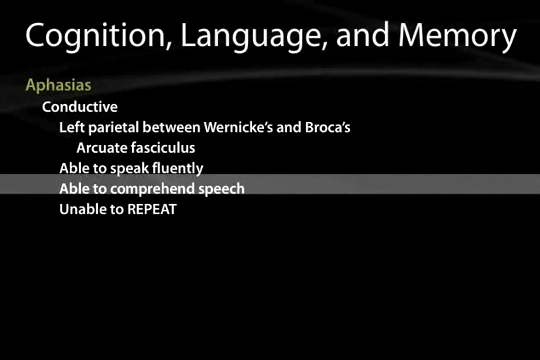 Cognition, Language, and Memory
Aphasias
Conductive
Left parietal between Wernicke's and Broca's
Arcuate fasciculus
Able to speak fluently
Able to comprehend speech
Unable to REPEAT